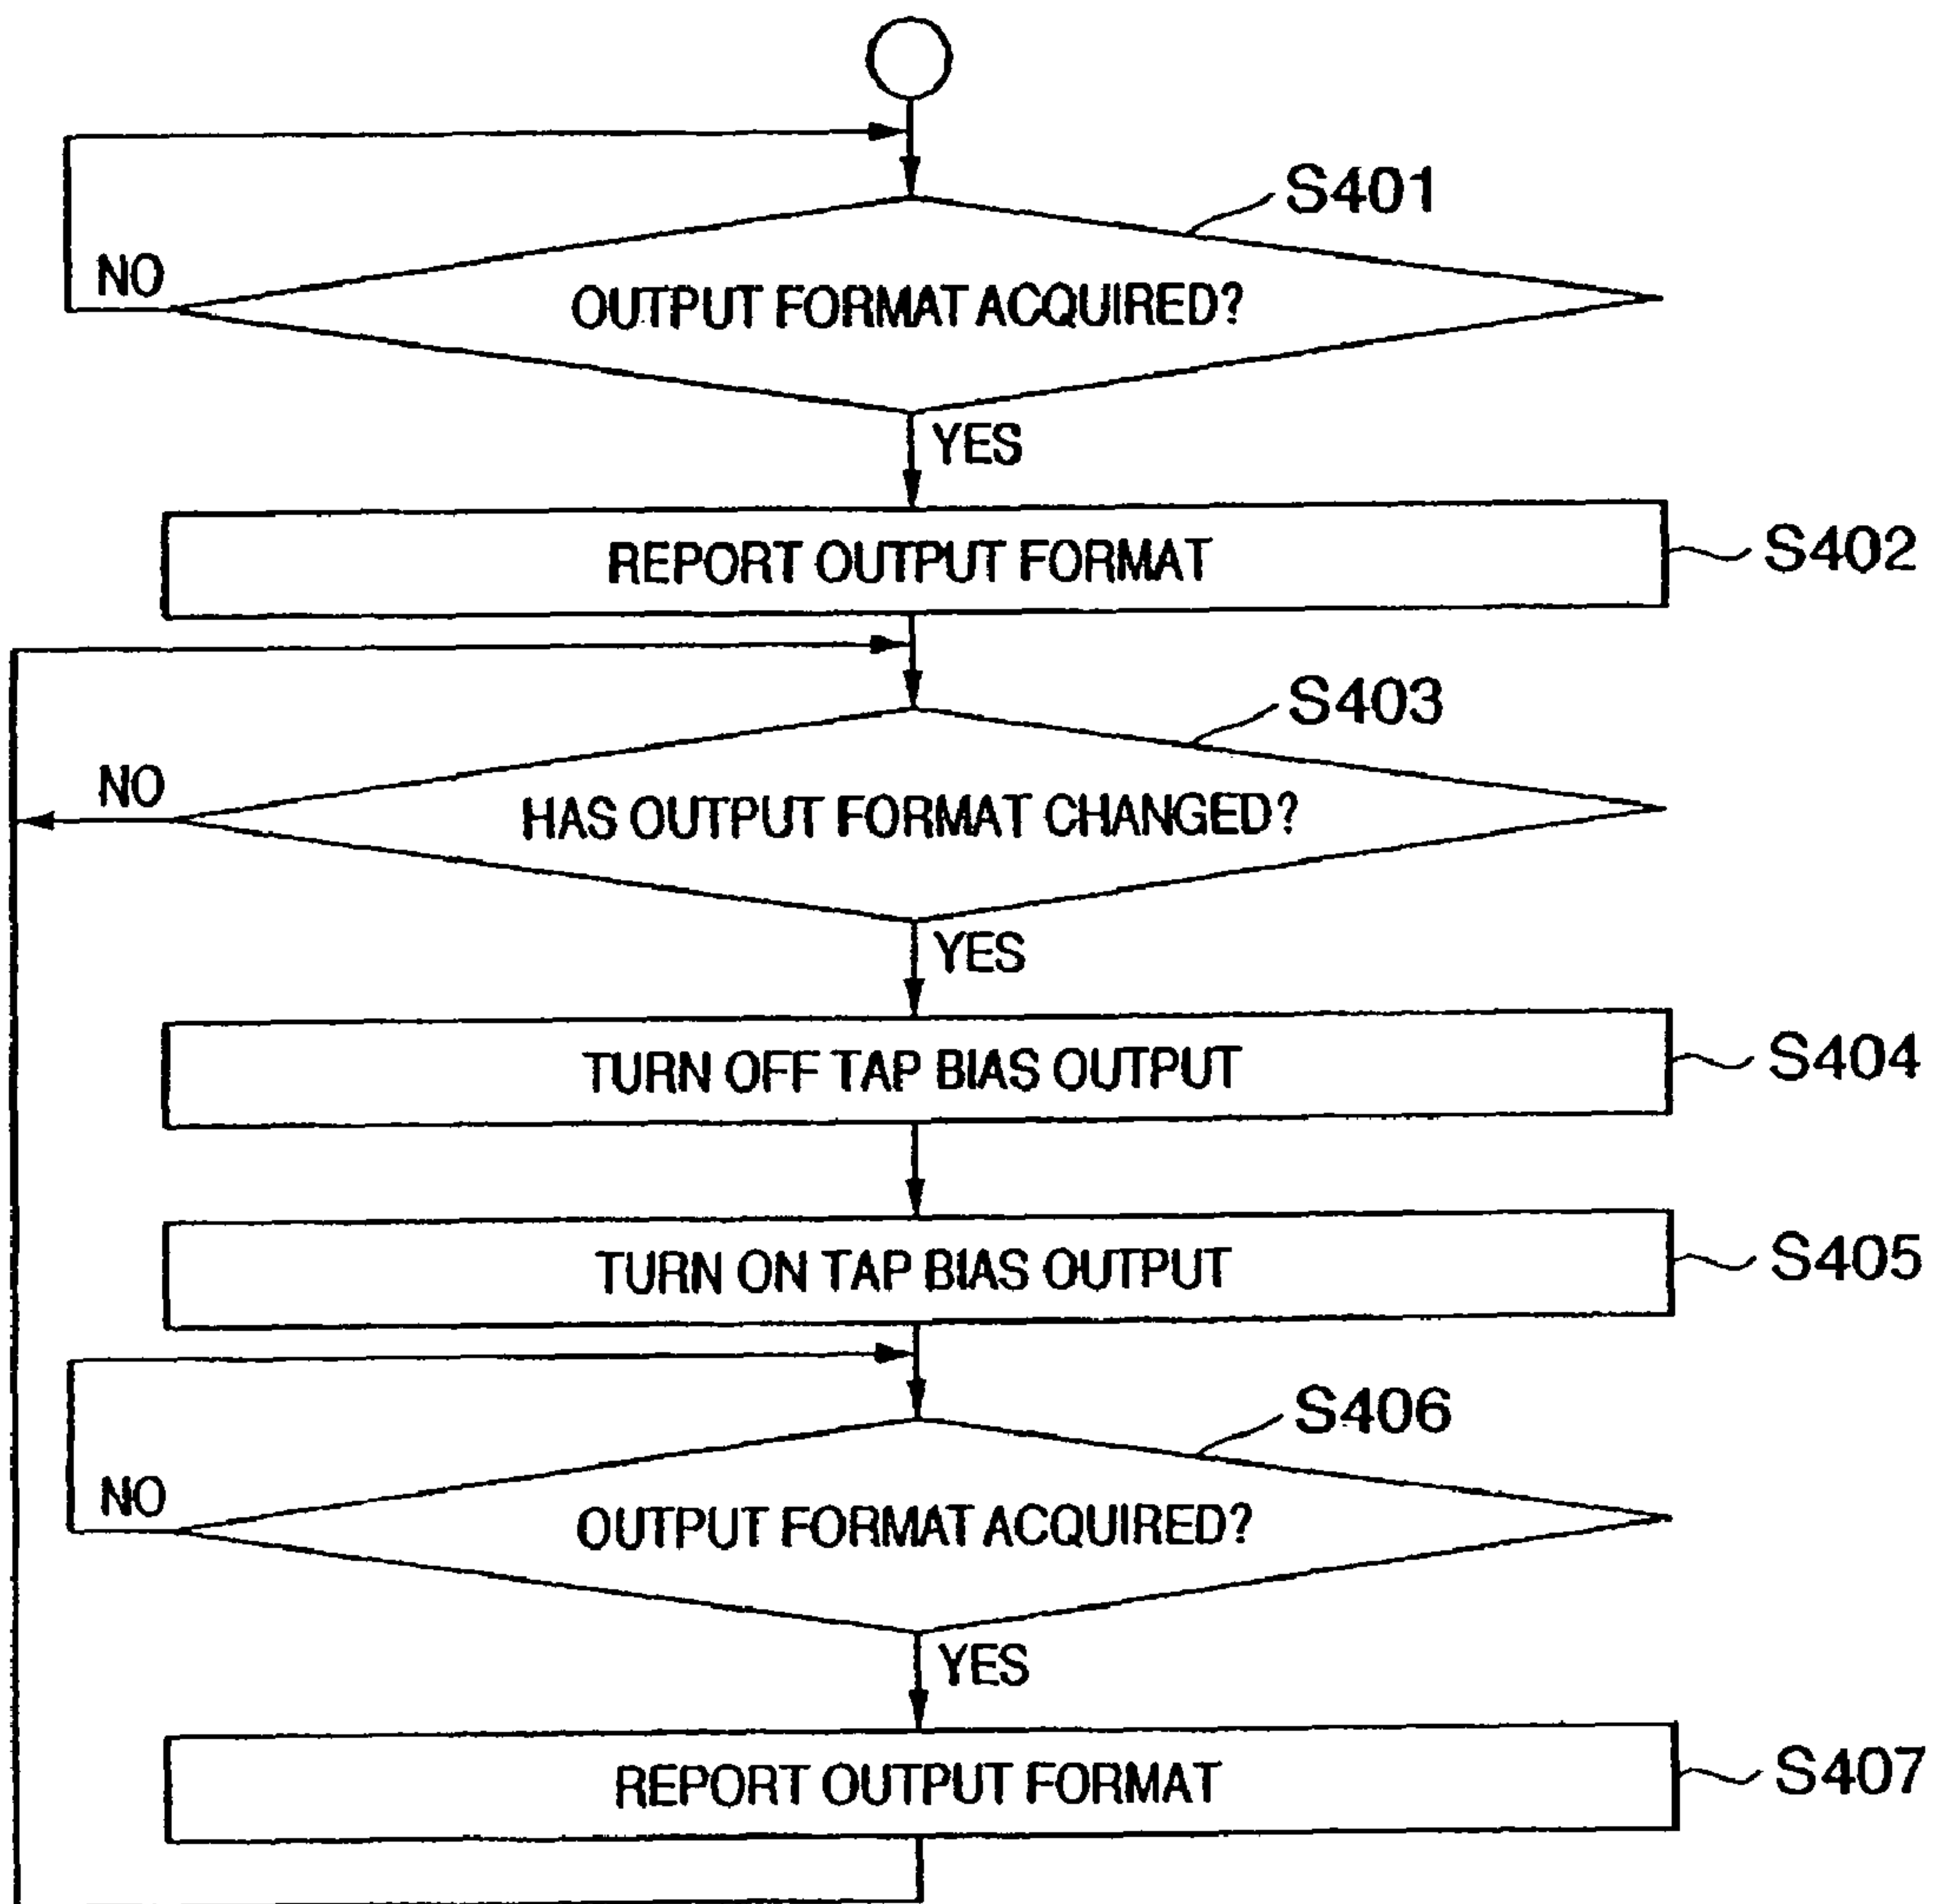 S401
NO
OUTPUT FORMAT ACQUIRED?
YES
REPORT OUTPUT FORMAT
S402
S403
NO
HAS OUTPUT FORMAT CHANGED?
YES
TURN OFF TAP BIAS OUTPUT
S404
TURN ON TAP BIAS OUTPUT
S405
S406
NO
OUTPUT FORMAT ACQUIRED?
YES
REPORT OUTPUT FORMAT
S407